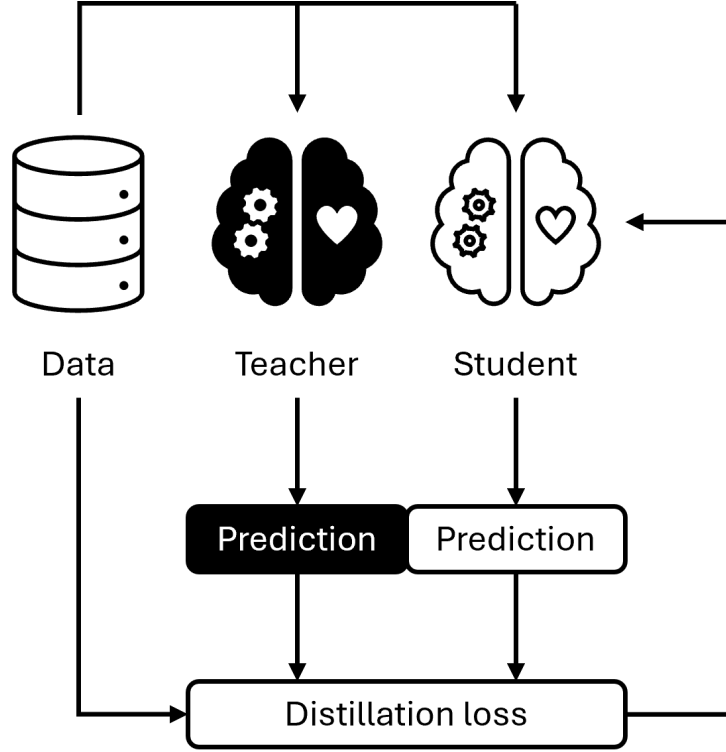 Data
Teacher
Student
Prediction
Prediction
Distillation loss